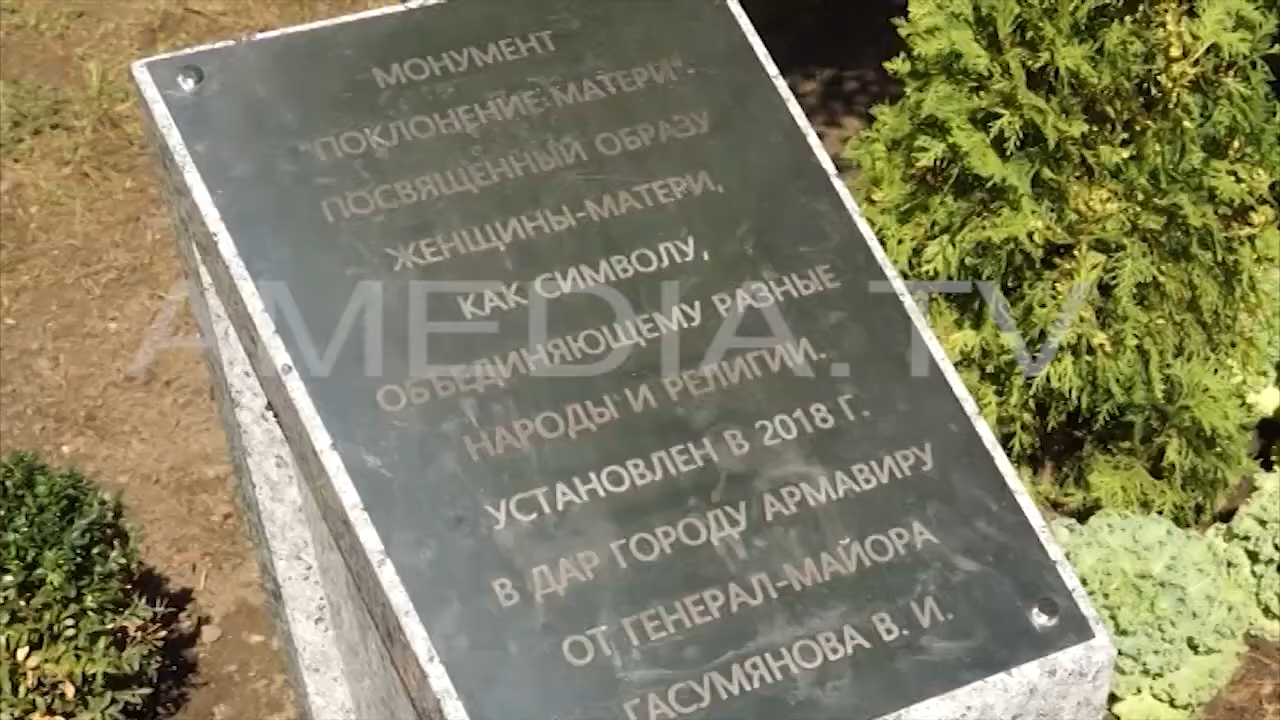 МОНУМЕНТ
ПОКЛОНЕНИЕ МАТЕРИ".
ПОСВЯЩЕННЫЙ ОБРАЗУ
ЖЕНЩИНЫ-МАТЕРИ,
КАК СИМВОЛУ,
ОБЪЕДИНЯЮЩЕМУ РАЗНЫЕ
НАРОДЫ И РЕЛИГИИ.
УСТАНОВЛЕН В 2018 Г.
В ДАР ГОРОДУ АРМАВИРУ
ОТ ГЕНЕРАЛ-МАЙОРА
ГАСУМЯНОВА В. И.
AMEDIA.TV